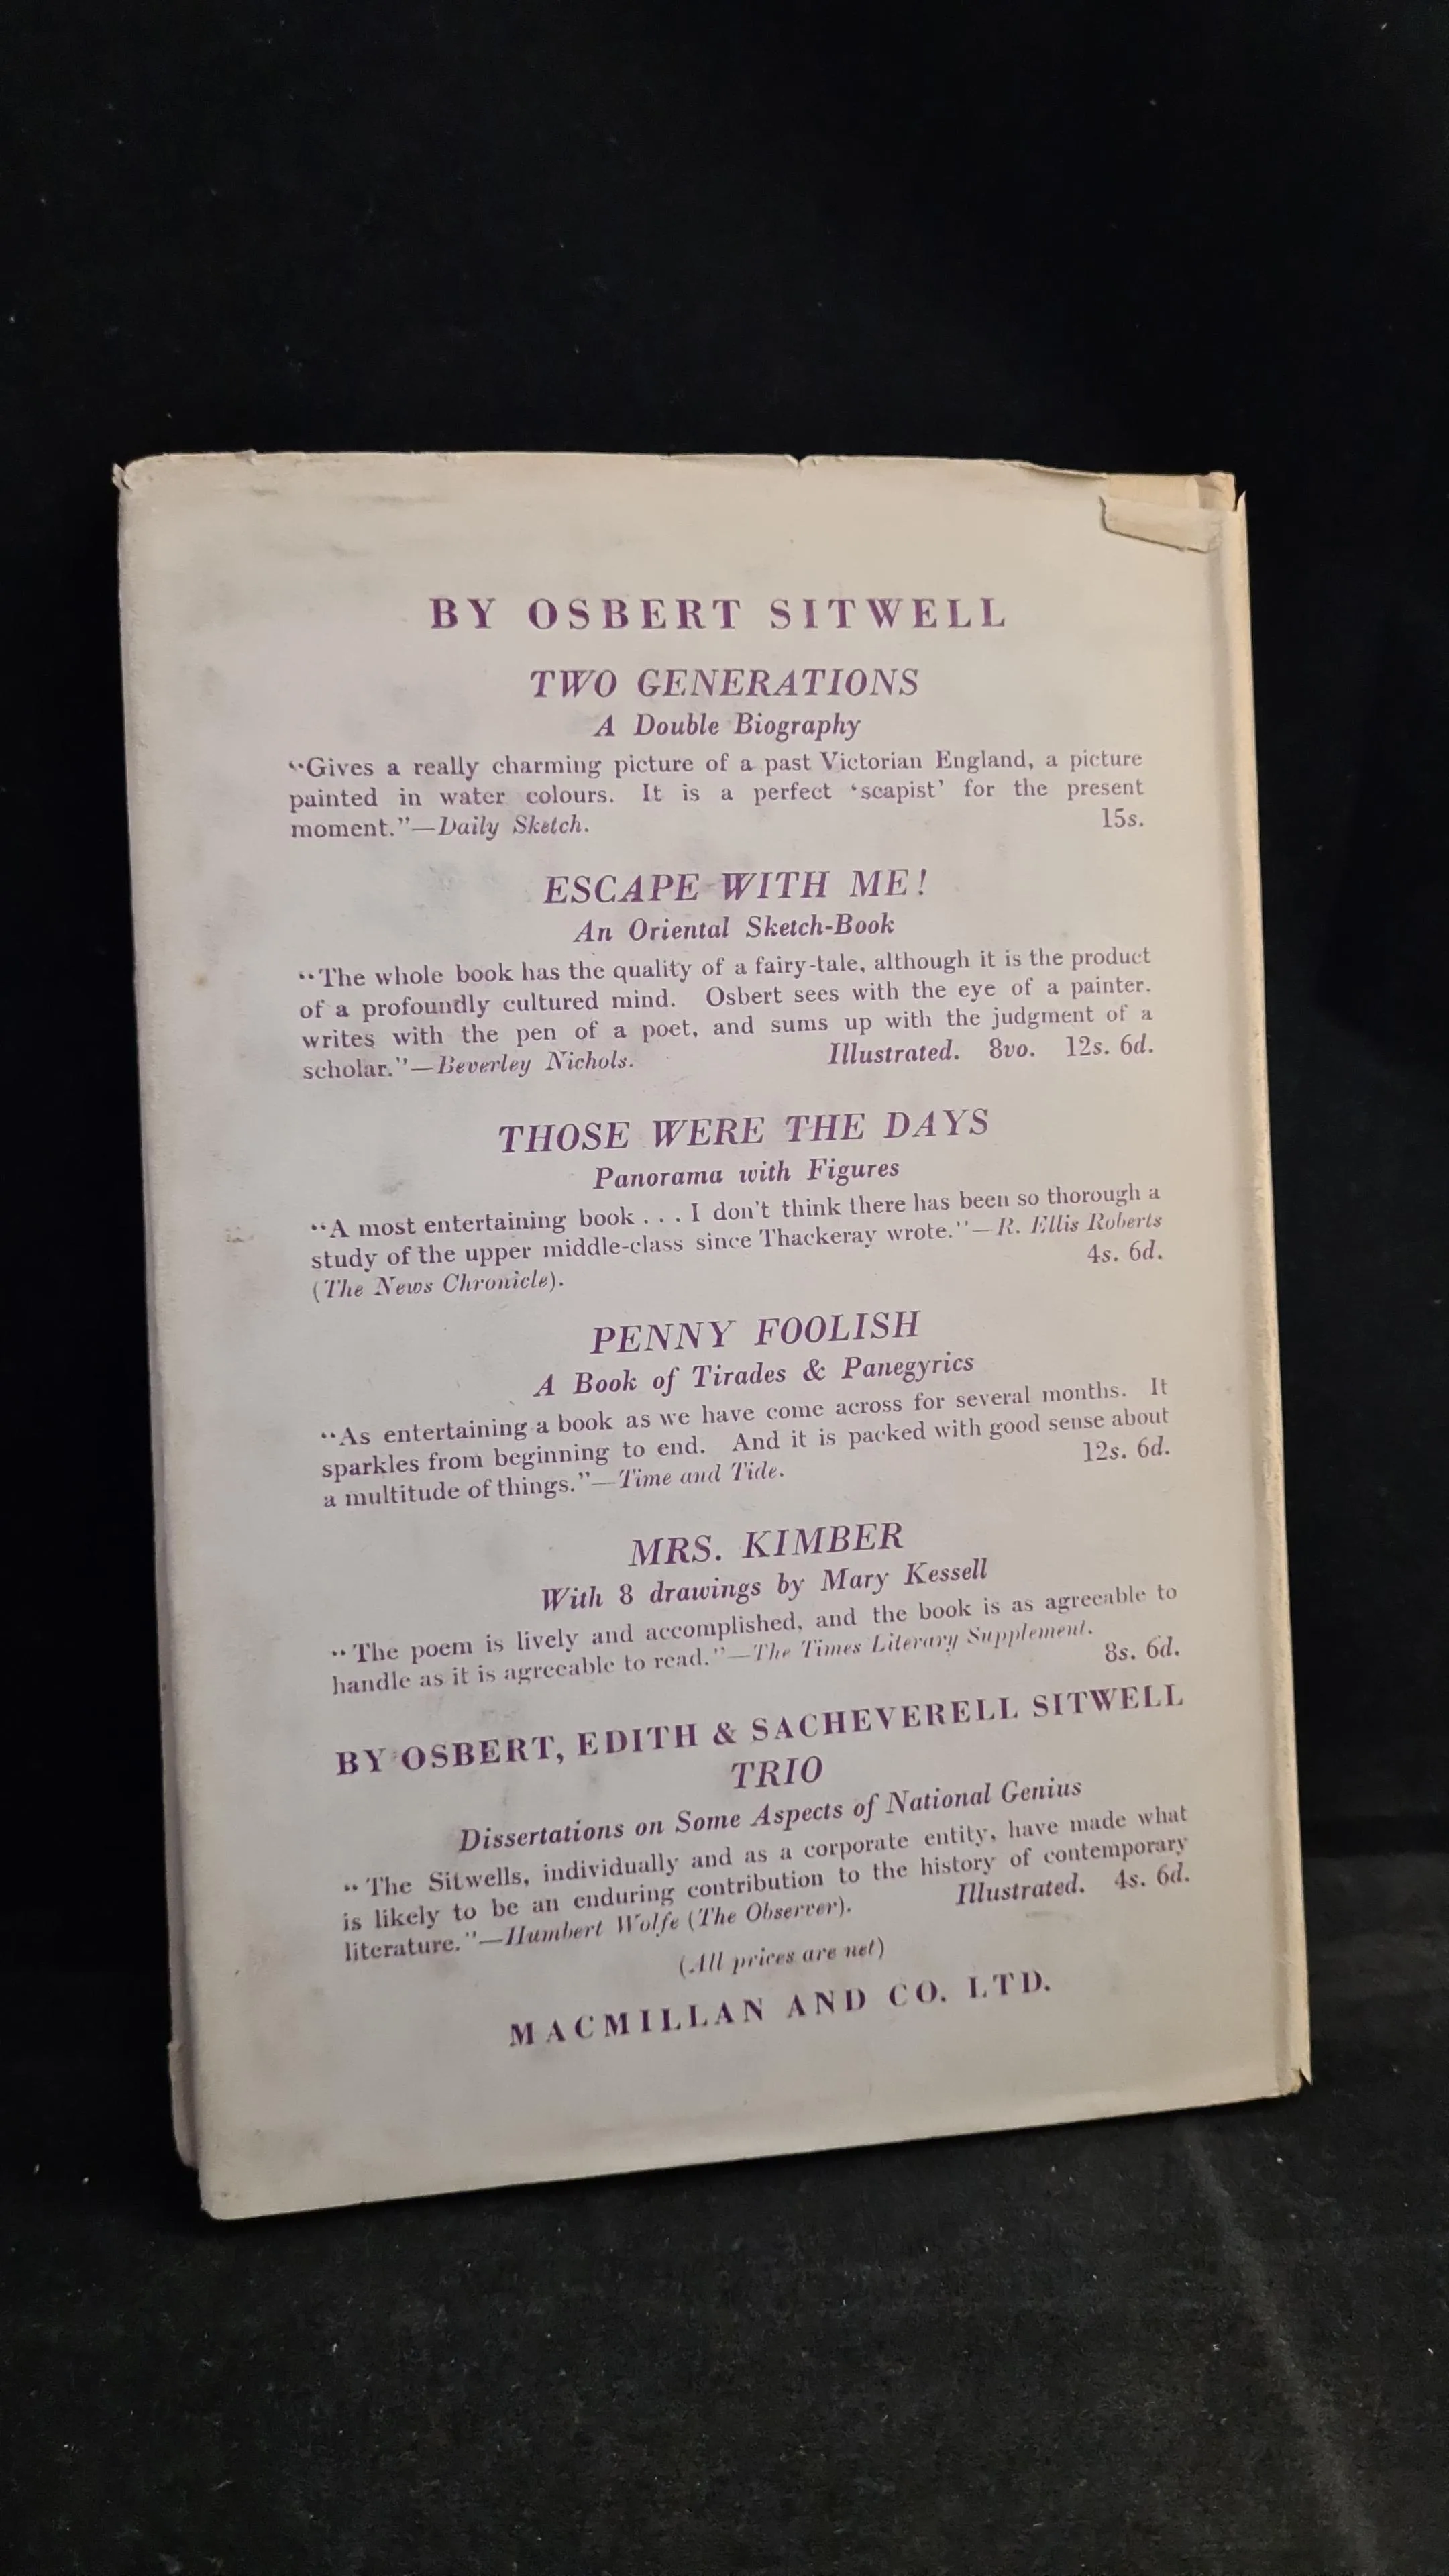 BY OSBERT SITWELL
TWO GENERATIONS
A Double Biography
“Gives a really charming picture of a past Victorian England, a picture
painted in water colours. It is a perfect ‘scapist’ for the present
moment.”—Daily Sketch. 15s.
ESCAPE WITH ME!
An Oriental Sketch-Book
“The whole book has the quality of a fairy-tale, although it is the product
of a profoundly cultured mind. Osbert sees with the eye of a painter,
writes with the pen of a poet, and sums up with the judgment of a
scholar.”—Beverley Nichols. Illustrated. 8vo. 12s. 6d.
THOSE WERE THE DAYS
Panorama with Figures
“A most entertaining book . . . I don't think there has been so thorough a
study of the upper middle-class since Thackeray wrote.”—R. Ellis Roberts
(The News Chronicle). 4s. 6d.
PENNY FOOLISH
A Book of Tirades & Panegyrics
“As entertaining a book as we have come across for several months. It
sparkles from beginning to end. And it is packed with good sense about
a multitude of things.”—Time and Tide. 12s. 6d.
MRS. KIMBER
With 8 drawings by Mary Kessell
“The poem is lively and accomplished, and the book is as agreeable to
handle as it is agreeable to read.”—The Times Literary Supplement.
8s. 6d.
BY OSBERT, EDITH & SACHEVERELL SITWELL
TRIO
Dissertations on Some Aspects of National Genius
“The Sitwells, individually and as a corporate entity, have made what
is likely to be an enduring contribution to the history of contemporary
literature.”—Humbert Wolfe (The Observer). Illustrated. 4s. 6d.
(All prices are net)
MACMILLAN AND CO. LTD.